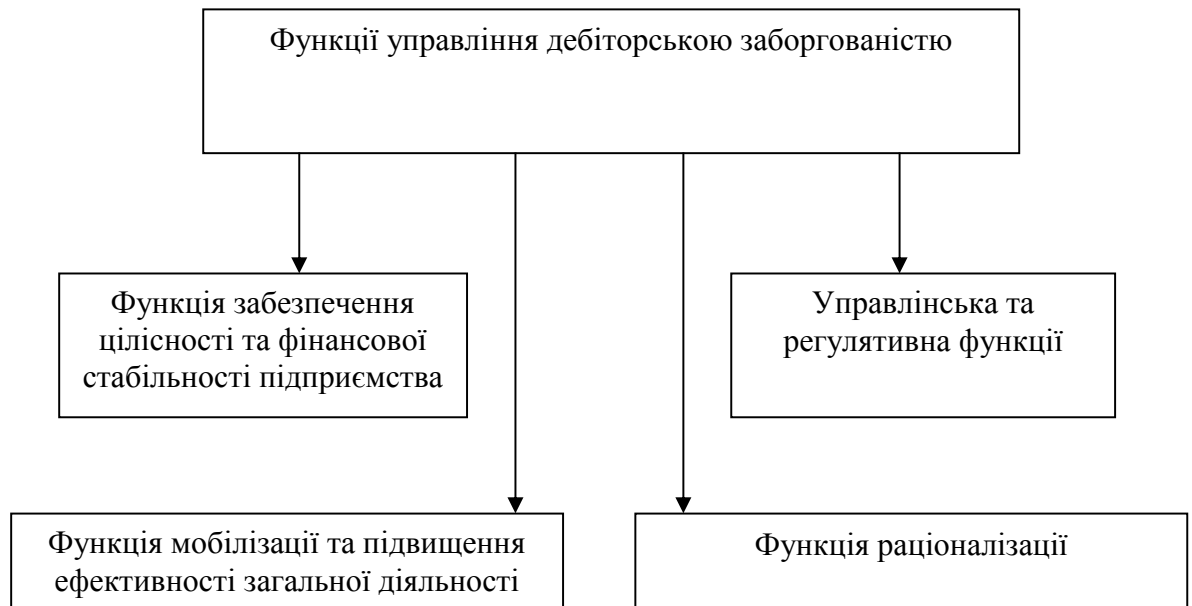 Функції управління дебіторською заборгованістю
Функція забезпечення
цілісності та фінансової
стабільності підприємства
Управлінська та
регулятивна функції
Функція мобілізації та підвищення
ефективності загальної діяльності
Функція раціоналізації